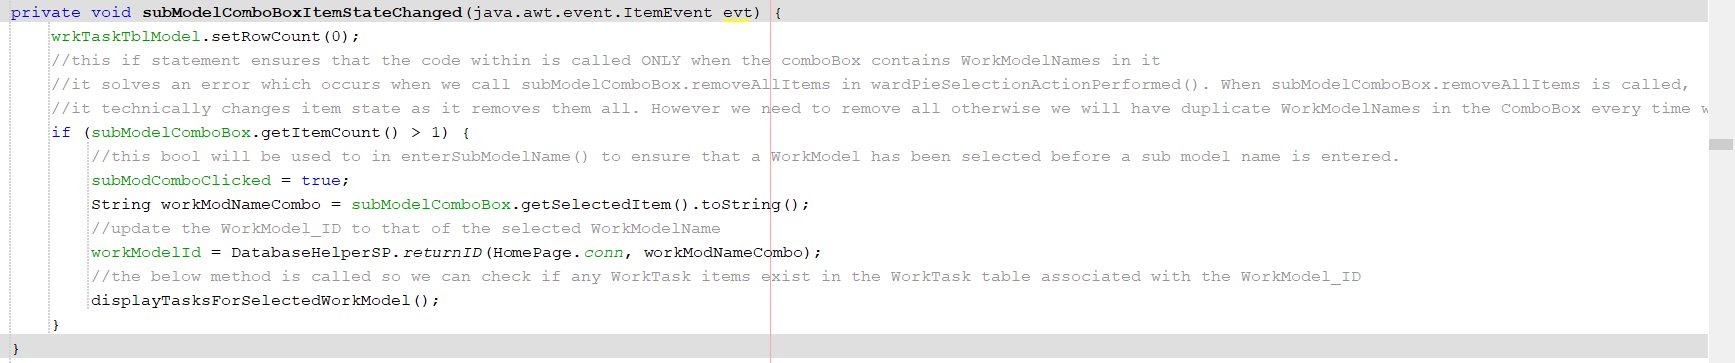 private void subModelComboBoxItemStateChanged(java.awt.event.ItemEvent evt) {
wrkTaskTblModel.setRowCount(0);
//this if statement ensures that the code within is called ONLY when the comboBox contains WorkModelNames in it
//it solves an error which occurs when we call subModelComboBox.removeAllItems in wardPieSelectionActionPerformed(). When subModelComboBox.removeAllItems is called,
//it technically changes item state as it removes them all. However we need to remove all otherwise we will have duplicate WorkModelNames in the ComboBox every time
if (subModelComboBox.getItemCount() > 1) {
//this bool will be used to in enterSubModelName() to ensure that a WorkModel has been selected before a sub model name is entered.
subModComboClicked = true;
String workModNameCombo = subModelComboBox.getSelectedItem().toString();
//update the WorkModel_ID to that of the selected WorkModelName
workModelId = DatabaseHelperSP.returnID(HomePage.conn, workModNameCombo);
//the below method is called so we can check if any WorkTask items exist in the WorkTask table associated with the WorkModel_ID
displayTasksForSelectedWorkModel();
}
}